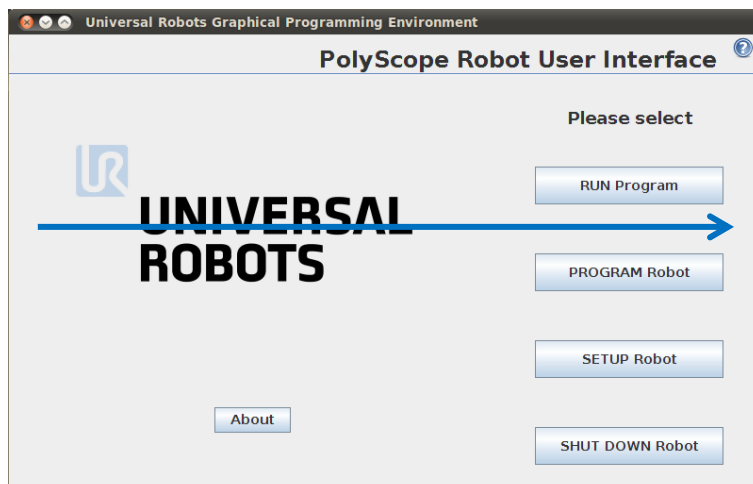 Universal Robots Graphical Programming Environment
PolyScope Robot User Interface
?
Please select
UR
RUN Program
UNIVERSAL
ROBOTS
PROGRAM Robot
SETUP Robot
About
SHUT DOWN Robot